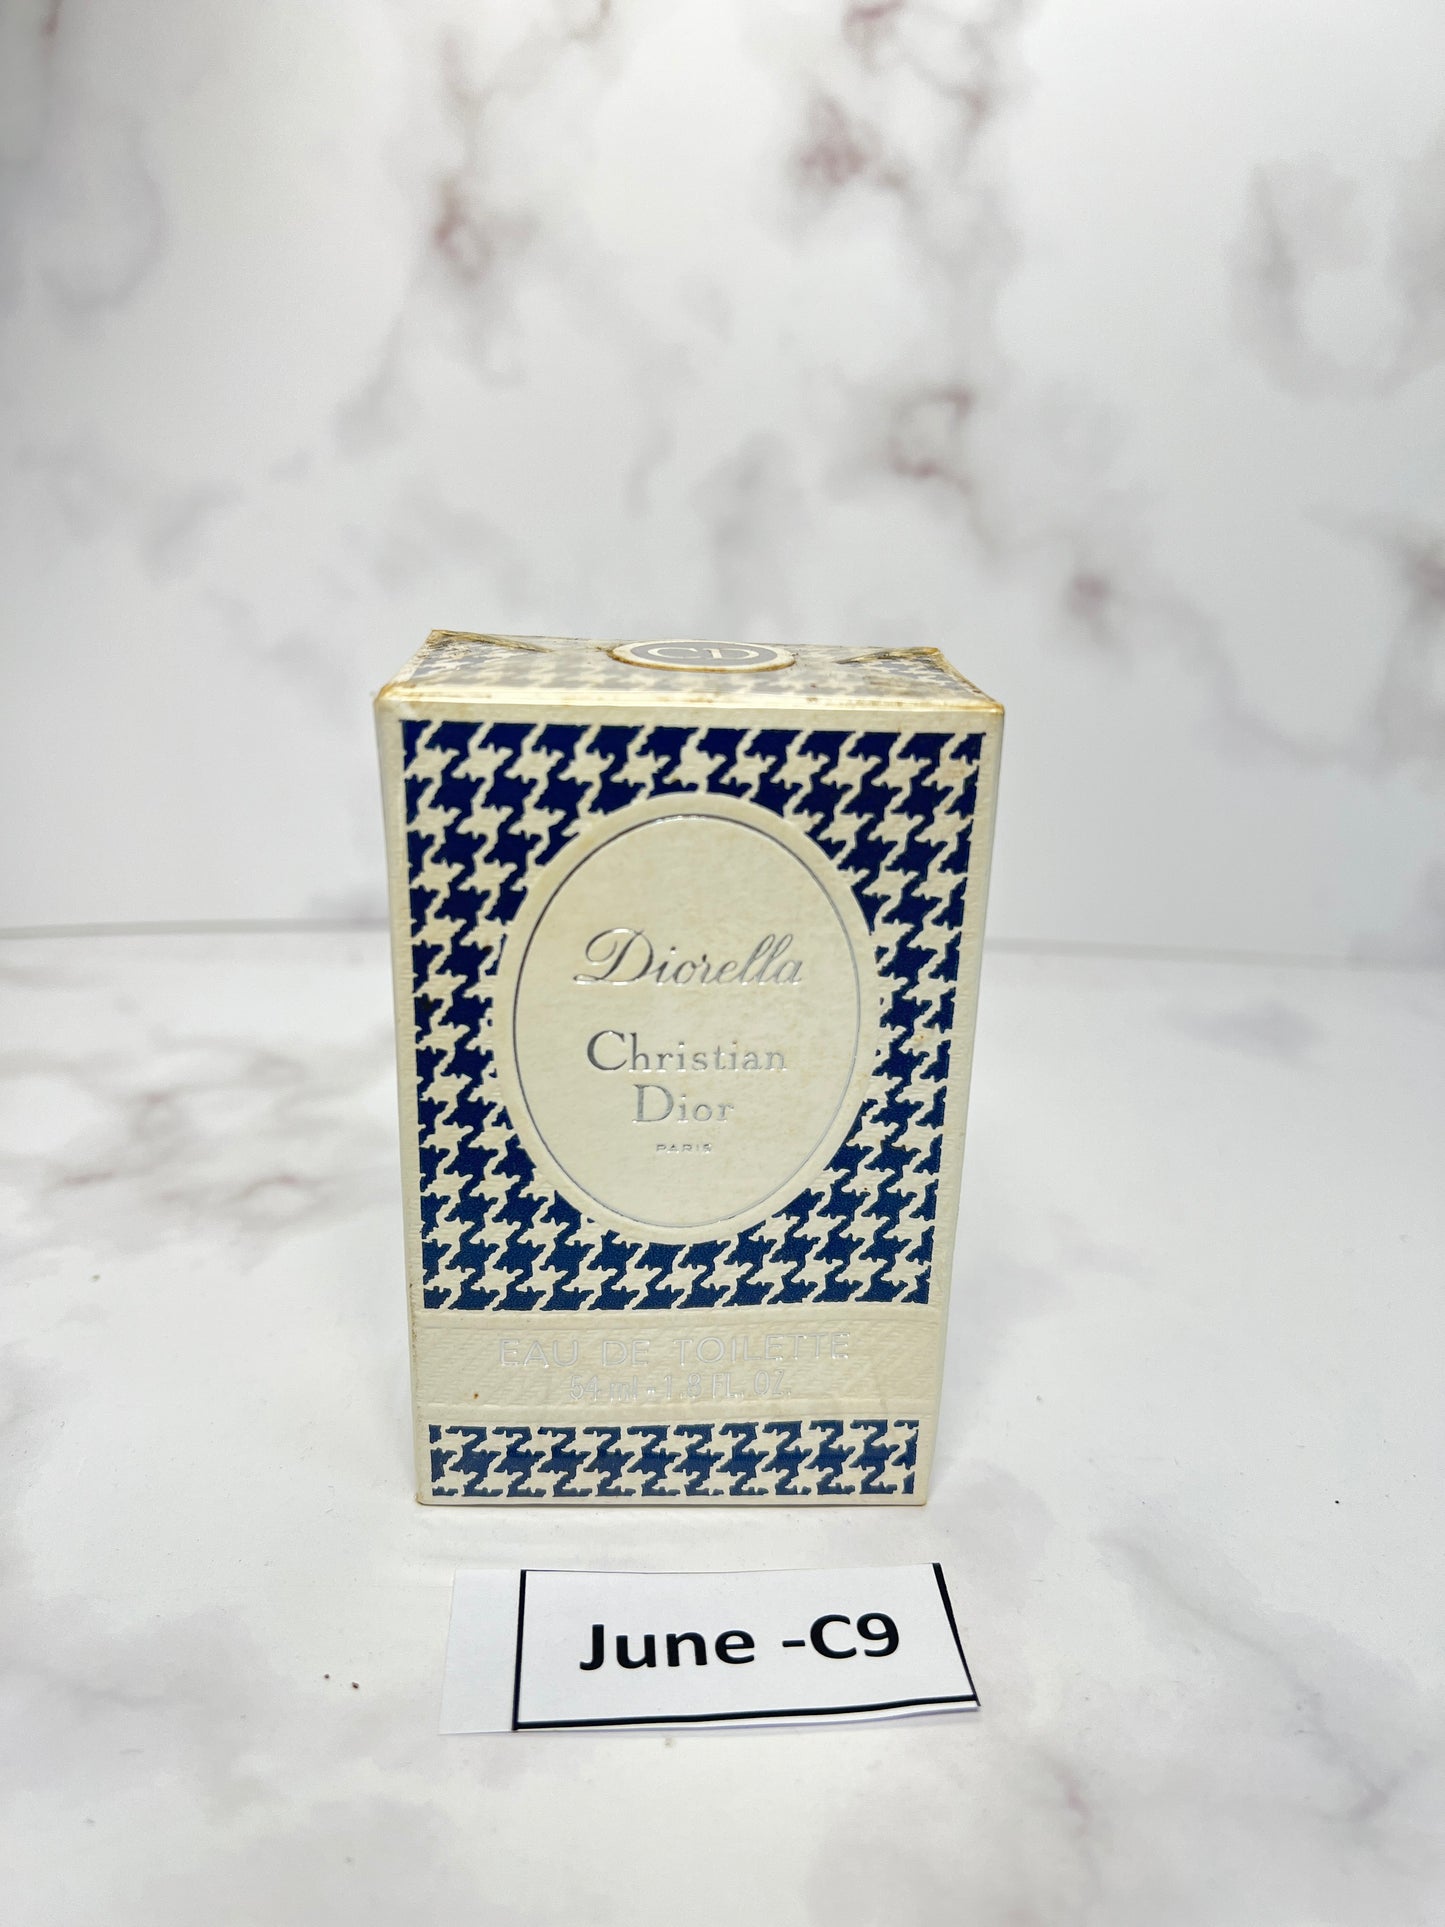 CD
Diorella
Christian
Dior
PARIS
EAU DE TOILETTE
54 ml - 1.8 FL. OZ.
June -C9